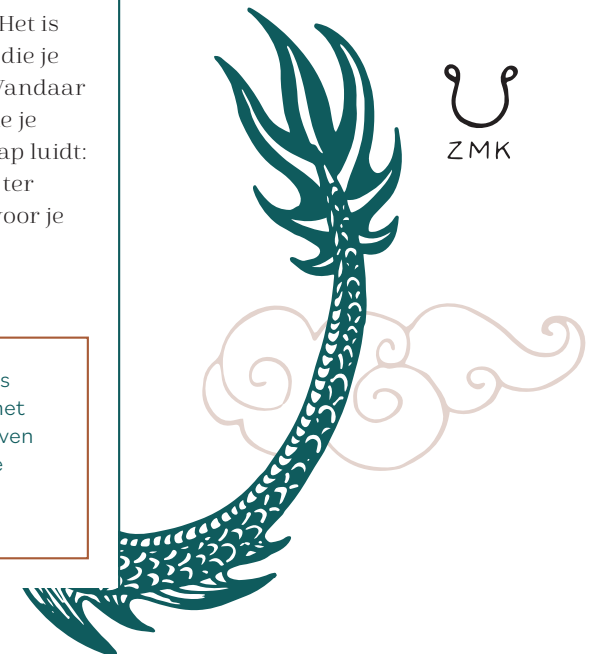 Het is
die je
Vandaar
e je
ap luidt:
ter
voor je
s
net
ven
e
ZMK